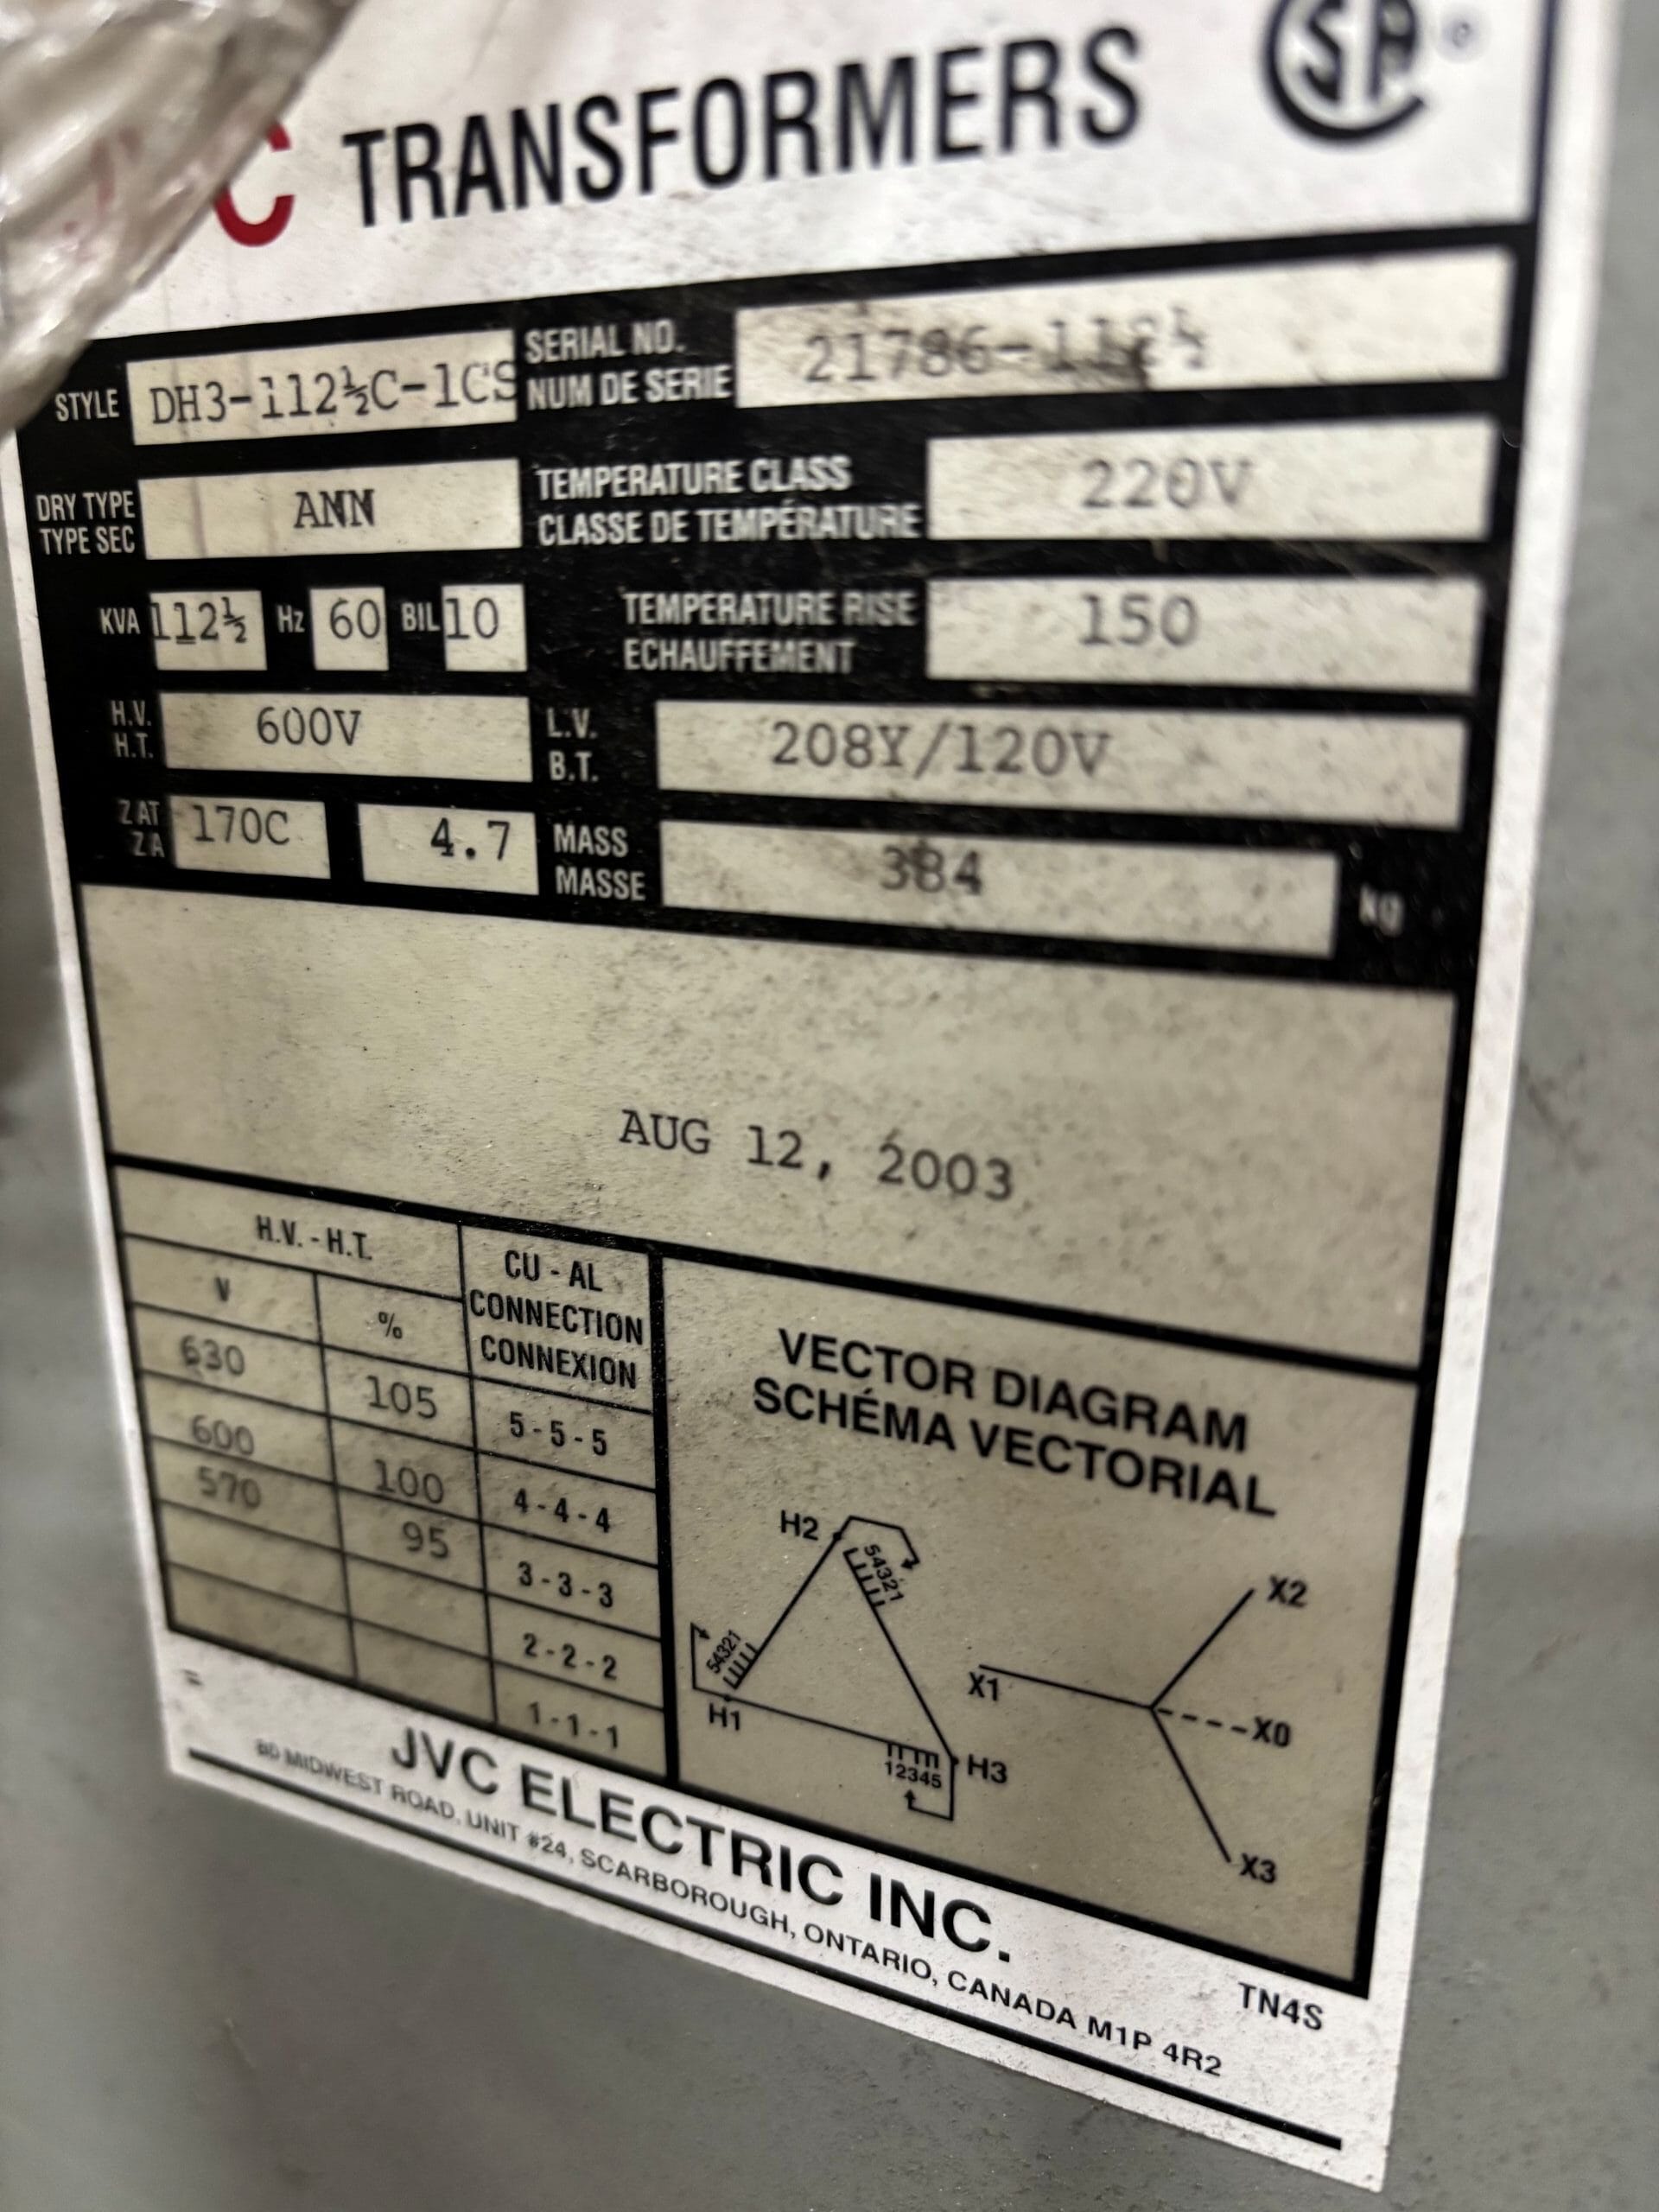 C TRANSFORMERS
SA ®
STYLE DH3-112½C-1CS SERIAL NO. NUM DE SERIE 21786-112½
DRY TYPE TYPE SEC ANN TEMPERATURE CLASS CLASSE DE TEMPÉRATURE 220V
KVA 112½ Hz 60 BIL 10 TEMPERATURE RISE ECHAUFFEMENT 150
H.V. H.T. 600V L.V. B.T. 208Y/120V
Z AT Z A 170C 4.7 MASS MASSE 384 kg
AUG 12, 2003
H.V. - H.T. CU - AL CONNECTION CONNEXION
V %
630 105 5-5-5
600 100 4-4-4
570 95 3-3-3
2-2-2
1-1-1
VECTOR DIAGRAM
SCHÉMA VECTORIAL
H2 54321
54321 H1
12345 H3
X2
X1
X0
X3
JVC ELECTRIC INC.
80 MIDWEST ROAD, UNIT #24, SCARBOROUGH, ONTARIO, CANADA M1P 4R2
TN4S